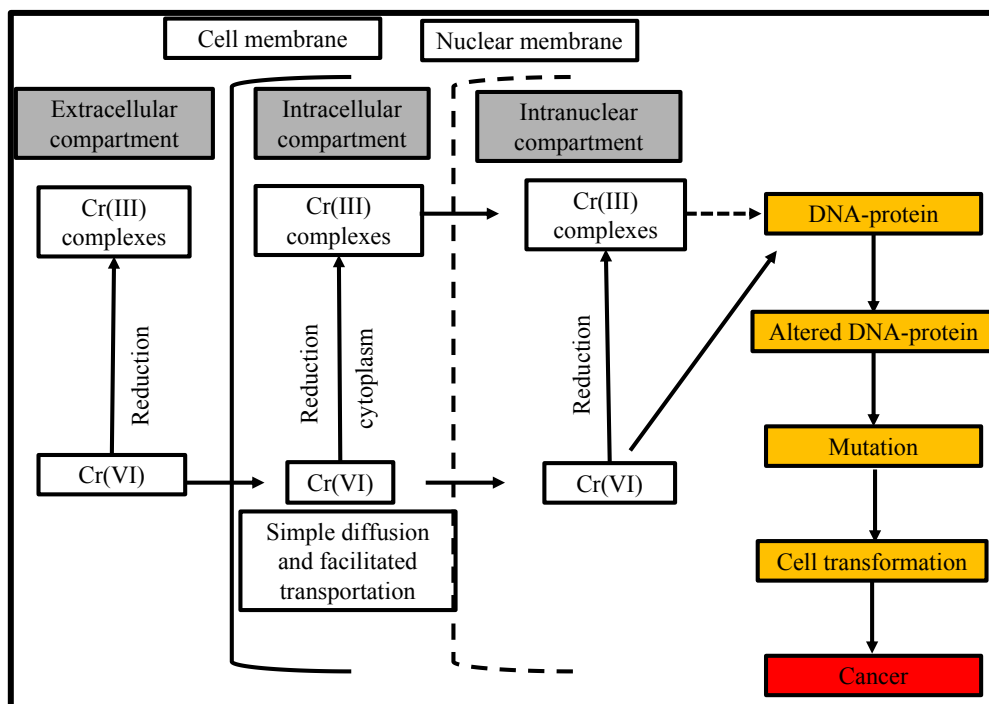 Cell membrane
Nuclear membrane
Extracellular
compartment
Intracellular
compartment
Intranuclear
compartment
Cr(III)
complexes
Cr(III)
complexes
Cr(III)
complexes
DNA-protein
Altered DNA-protein
Reduction
Reduction
cytoplasm
Reduction
Mutation
Cr(VI)
Cr(VI)
Cr(VI)
Simple diffusion
and facilitated
transportation
Cell transformation
Cancer